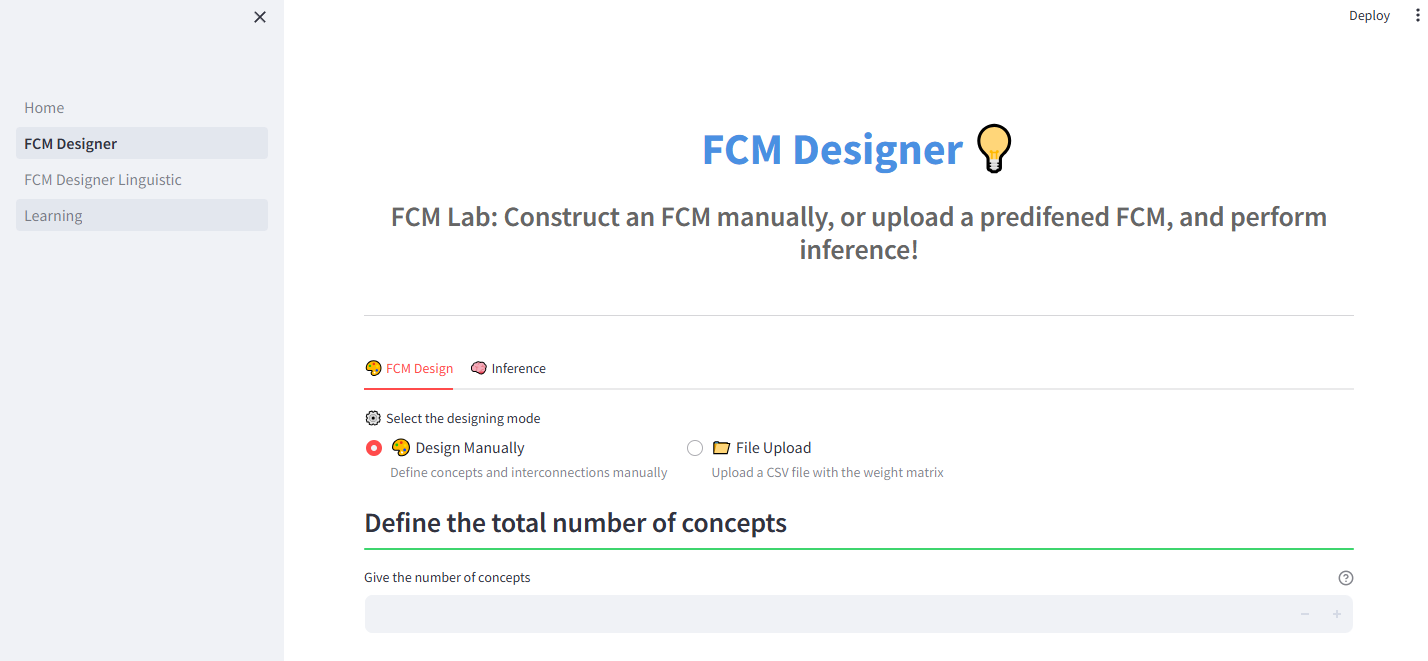 Deploy
Home
FCM Designer
FCM Designer Linguistic
Learning
FCM Designer
FCM Lab: Construct an FCM manually, or upload a predifened FCM, and perform
inference!
FCM Design
Inference
Select the designing mode
Design Manually
File Upload
Define concepts and interconnections manually
Upload a CSV file with the weight matrix
Define the total number of concepts
Give the number of concepts